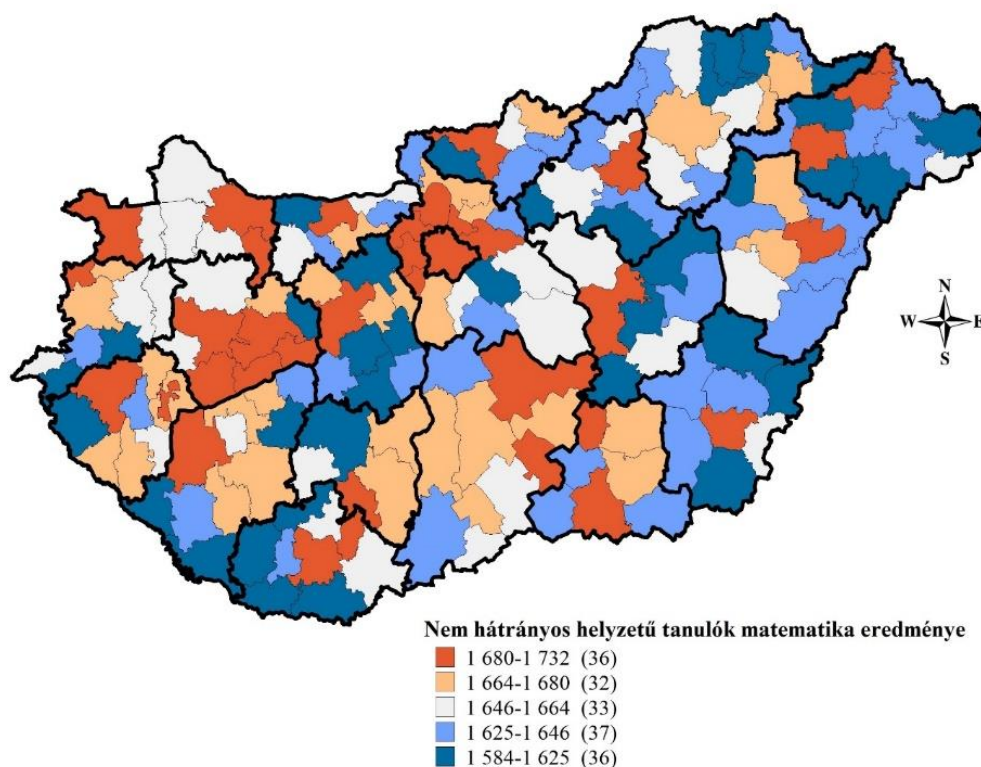 N
W E
S
Nem hátrányos helyzetű tanulók matematika eredménye
1 680-1 732 (36)
1 664-1 680 (32)
1 646-1 664 (33)
1 625-1 646 (37)
1 584-1 625 (36)